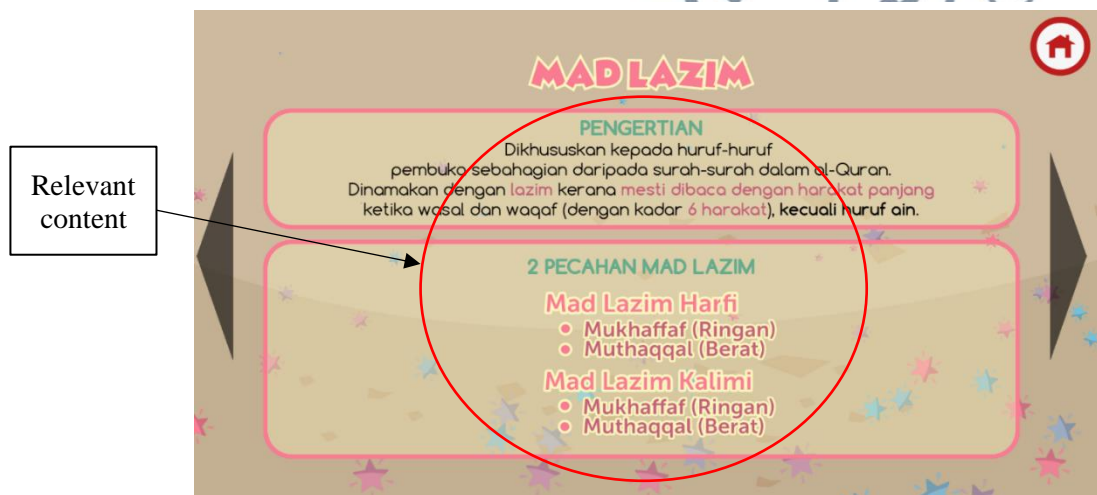 MAD LAZIM
PENGERTIAN
Dikhususkan kepada huruf-huruf
pembuka sebahagian daripada surah-surah dalam al-Quran.
Dinamakan dengan lazim kerana mesti dibaca dengan harakat panjang
ketika wasal dan waqaf (dengan kadar 6 harakat), kecuali huruf ain.
Relevant
content
2 PECAHAN MAD LAZIM
Mad Lazim Harfi
• Mukhaffaf (Ringan)
• Muthaqqal (Berat)
Mad Lazim Kalimi
• Mukhaffaf (Ringan)
• Muthaqqal (Berat)